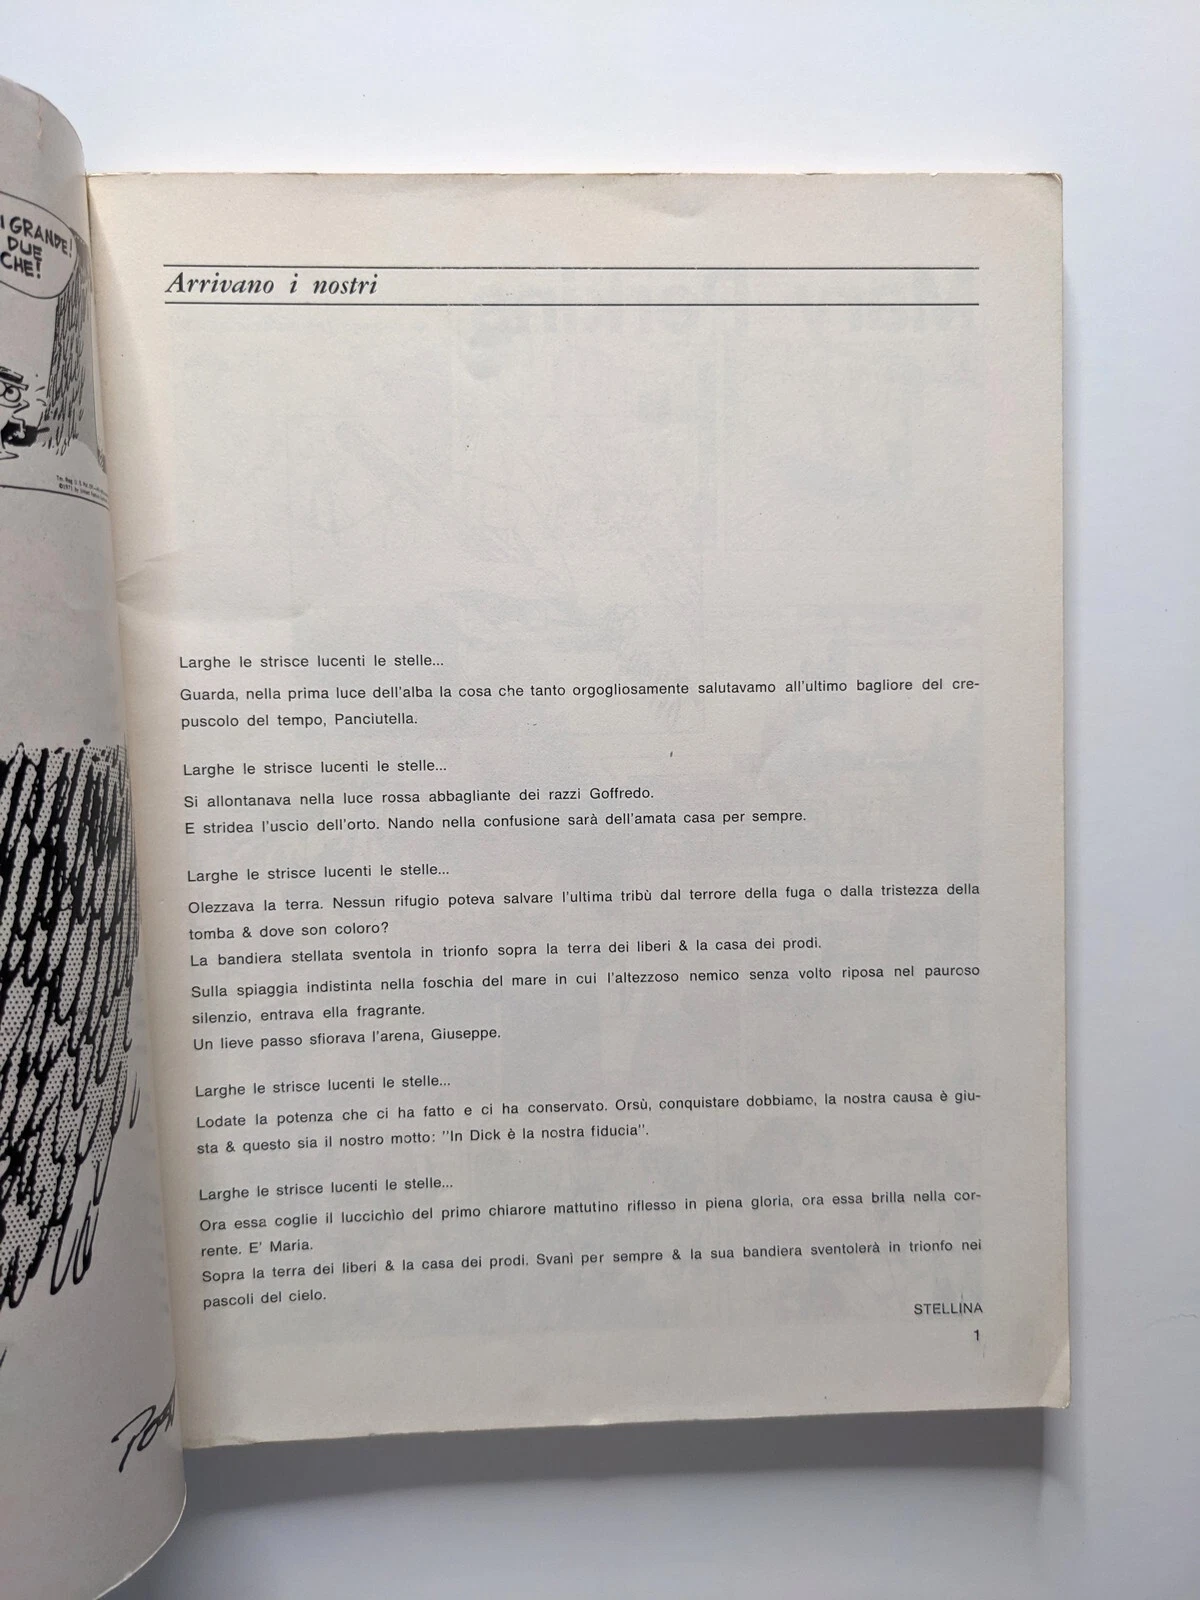 I GRANDE!
DUE
CHE!
Arrivano i nostri
Larghe le strisce lucenti le stelle...
Guarda, nella prima luce dell'alba la cosa che tanto orgogliosamente salutavamo all'ultimo bagliore del cre-
puscolo del tempo, Panciutella.
Larghe le strisce lucenti le stelle...
Si allontanava nella luce rossa abbagliante dei razzi Goffredo.
E stridea l'uscio dell'orto. Nando nella confusione sarà dell'amata casa per sempre.
Larghe le strisce lucenti le stelle...
Olezzava la terra. Nessun rifugio poteva salvare l'ultima tribù dal terrore della fuga o dalla tristezza della
tomba & dove son coloro?
La bandiera stellata sventola in trionfo sopra la terra dei liberi & la casa dei prodi.
Sulla spiaggia indistinta nella foschia del mare in cui l'altezzoso nemico senza volto riposa nel pauroso
silenzio, entrava ella fragrante.
Un lieve passo sfiorava l'arena, Giuseppe.
Larghe le strisce lucenti le stelle...
Lodate la potenza che ci ha fatto e ci ha conservato. Orsù, conquistare dobbiamo, la nostra causa è giu-
sta & questo sia il nostro motto: "In Dick è la nostra fiducia".
Larghe le strisce lucenti le stelle...
Ora essa coglie il luccichio del primo chiarore mattutino riflesso in piena gloria, ora essa brilla nella cor-
rente. E' Maria.
Sopra la terra dei liberi & la casa dei prodi. Svanì per sempre & la sua bandiera sventolerà in trionfo nei
pascoli del cielo.
STELLINA
1